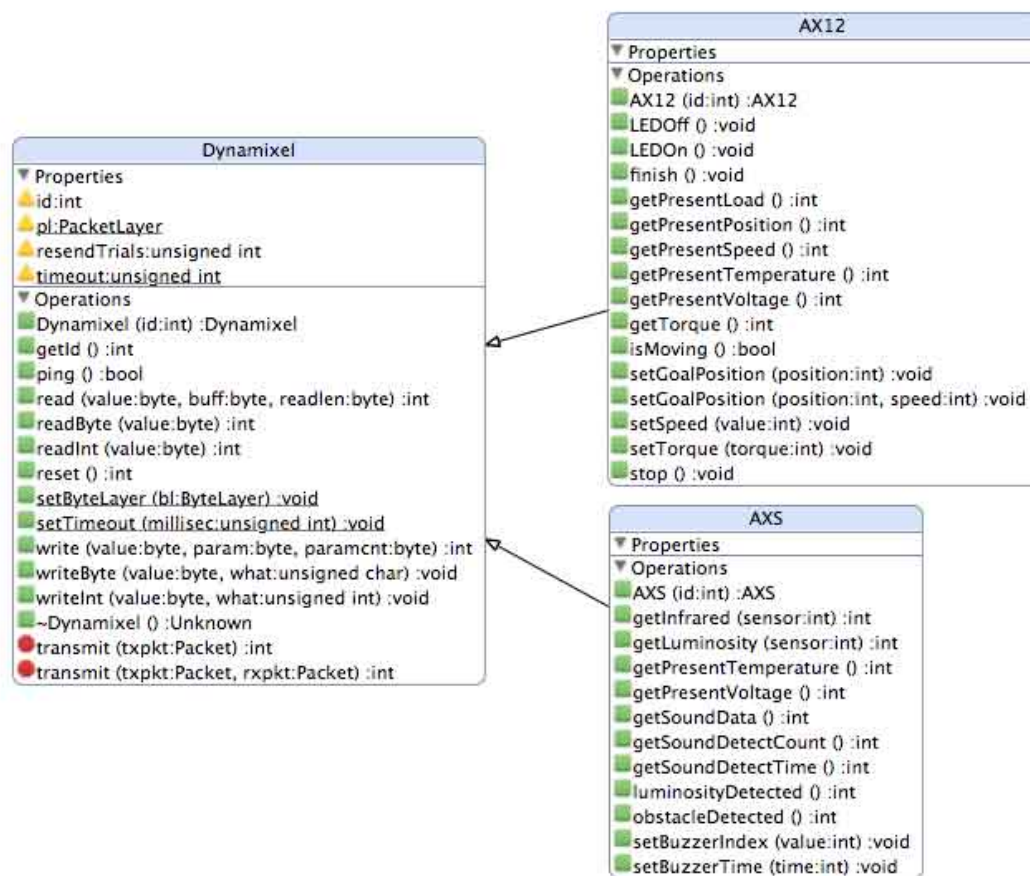 Dynamixel
Properties
id:int
pl:PacketLayer
resendTrials:unsigned int
timeout:unsigned int
Operations
Dynamixel (id:int) :Dynamixel
getId () :int
ping () :bool
read (value:byte, buff:byte, readlen:byte) :int
readByte (value:byte) :int
readInt (value:byte) :int
reset () :int
setByteLayer (bl:ByteLayer) :void
setTimeout (millisec:unsigned int) :void
write (value:byte, param:byte, paramcnt:byte) :int
writeByte (value:byte, what:unsigned char) :void
writeInt (value:byte, what:unsigned int) :void
~Dynamixel () :Unknown
transmit (txpkt:Packet) :int
transmit (txpkt:Packet, rxpkt:Packet) :int
AX12
Properties
Operations
AX12 (id:int) :AX12
LEDOff () :void
LEDOn () :void
finish () :void
getPresentLoad () :int
getPresentPosition () :int
getPresentSpeed () :int
getPresentTemperature () :int
getPresentVoltage () :int
getTorque () :int
isMoving () :bool
setGoalPosition (position:int) :void
setGoalPosition (position:int, speed:int) :void
setSpeed (value:int) :void
setTorque (torque:int) :void
stop () :void
AXS
Properties
Operations
AXS (id:int) :AXS
getInfrared (sensor:int) :int
getLuminosity (sensor:int) :int
getPresentTemperature () :int
getPresentVoltage () :int
getSoundData () :int
getSoundDetectCount () :int
getSoundDetectTime () :int
luminosityDetected () :int
obstacleDetected () :int
setBuzzerIndex (value:int) :void
setBuzzerTime (time:int) :void